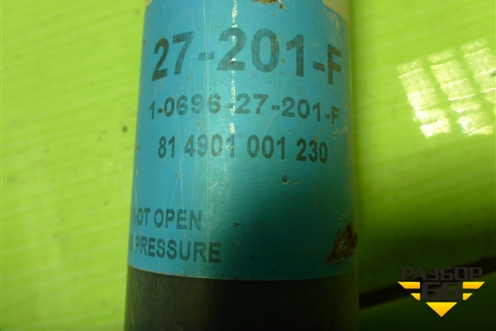 27-201-F
1-0696-27-201-F
81 4901 001 230
NOT OPEN
PRESSURE
РАЗБОР